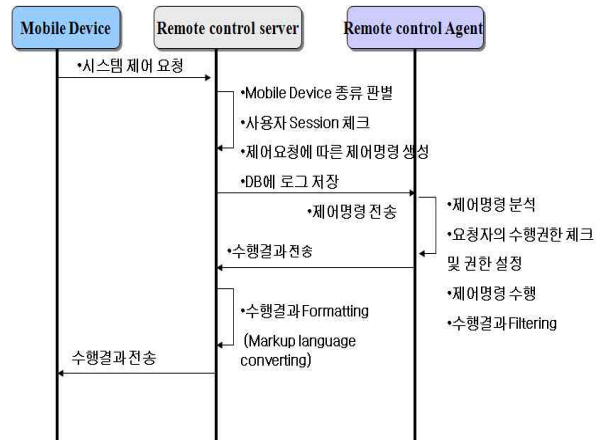 Mobile Device
Remote control server
Remote control Agent
•시스템 제어 요청
•Mobile Device 종류 판별
•사용자 Session 체크
•제어요청에 따른 제어명령 생성
•DB에 로그 저장
•제어명령 전송
•제어명령 분석
•요청자의 수행권한 체크
및 권한 설정
•제어명령 수행
•수행결과 Filtering
•수행결과 전송
•수행결과 Formatting
(Markup language
converting)
수행결과 전송